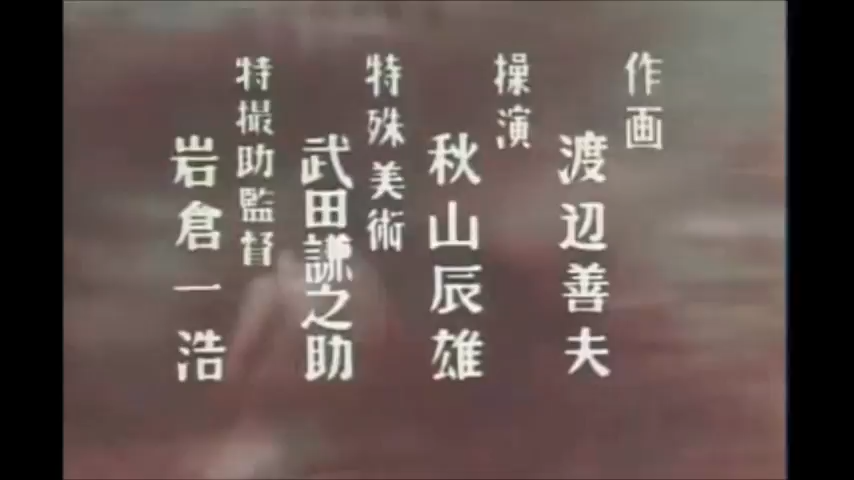 作画
渡辺善夫
操演
秋山辰雄
特殊美術
武田謙之助
特撮助監督
岩倉一浩